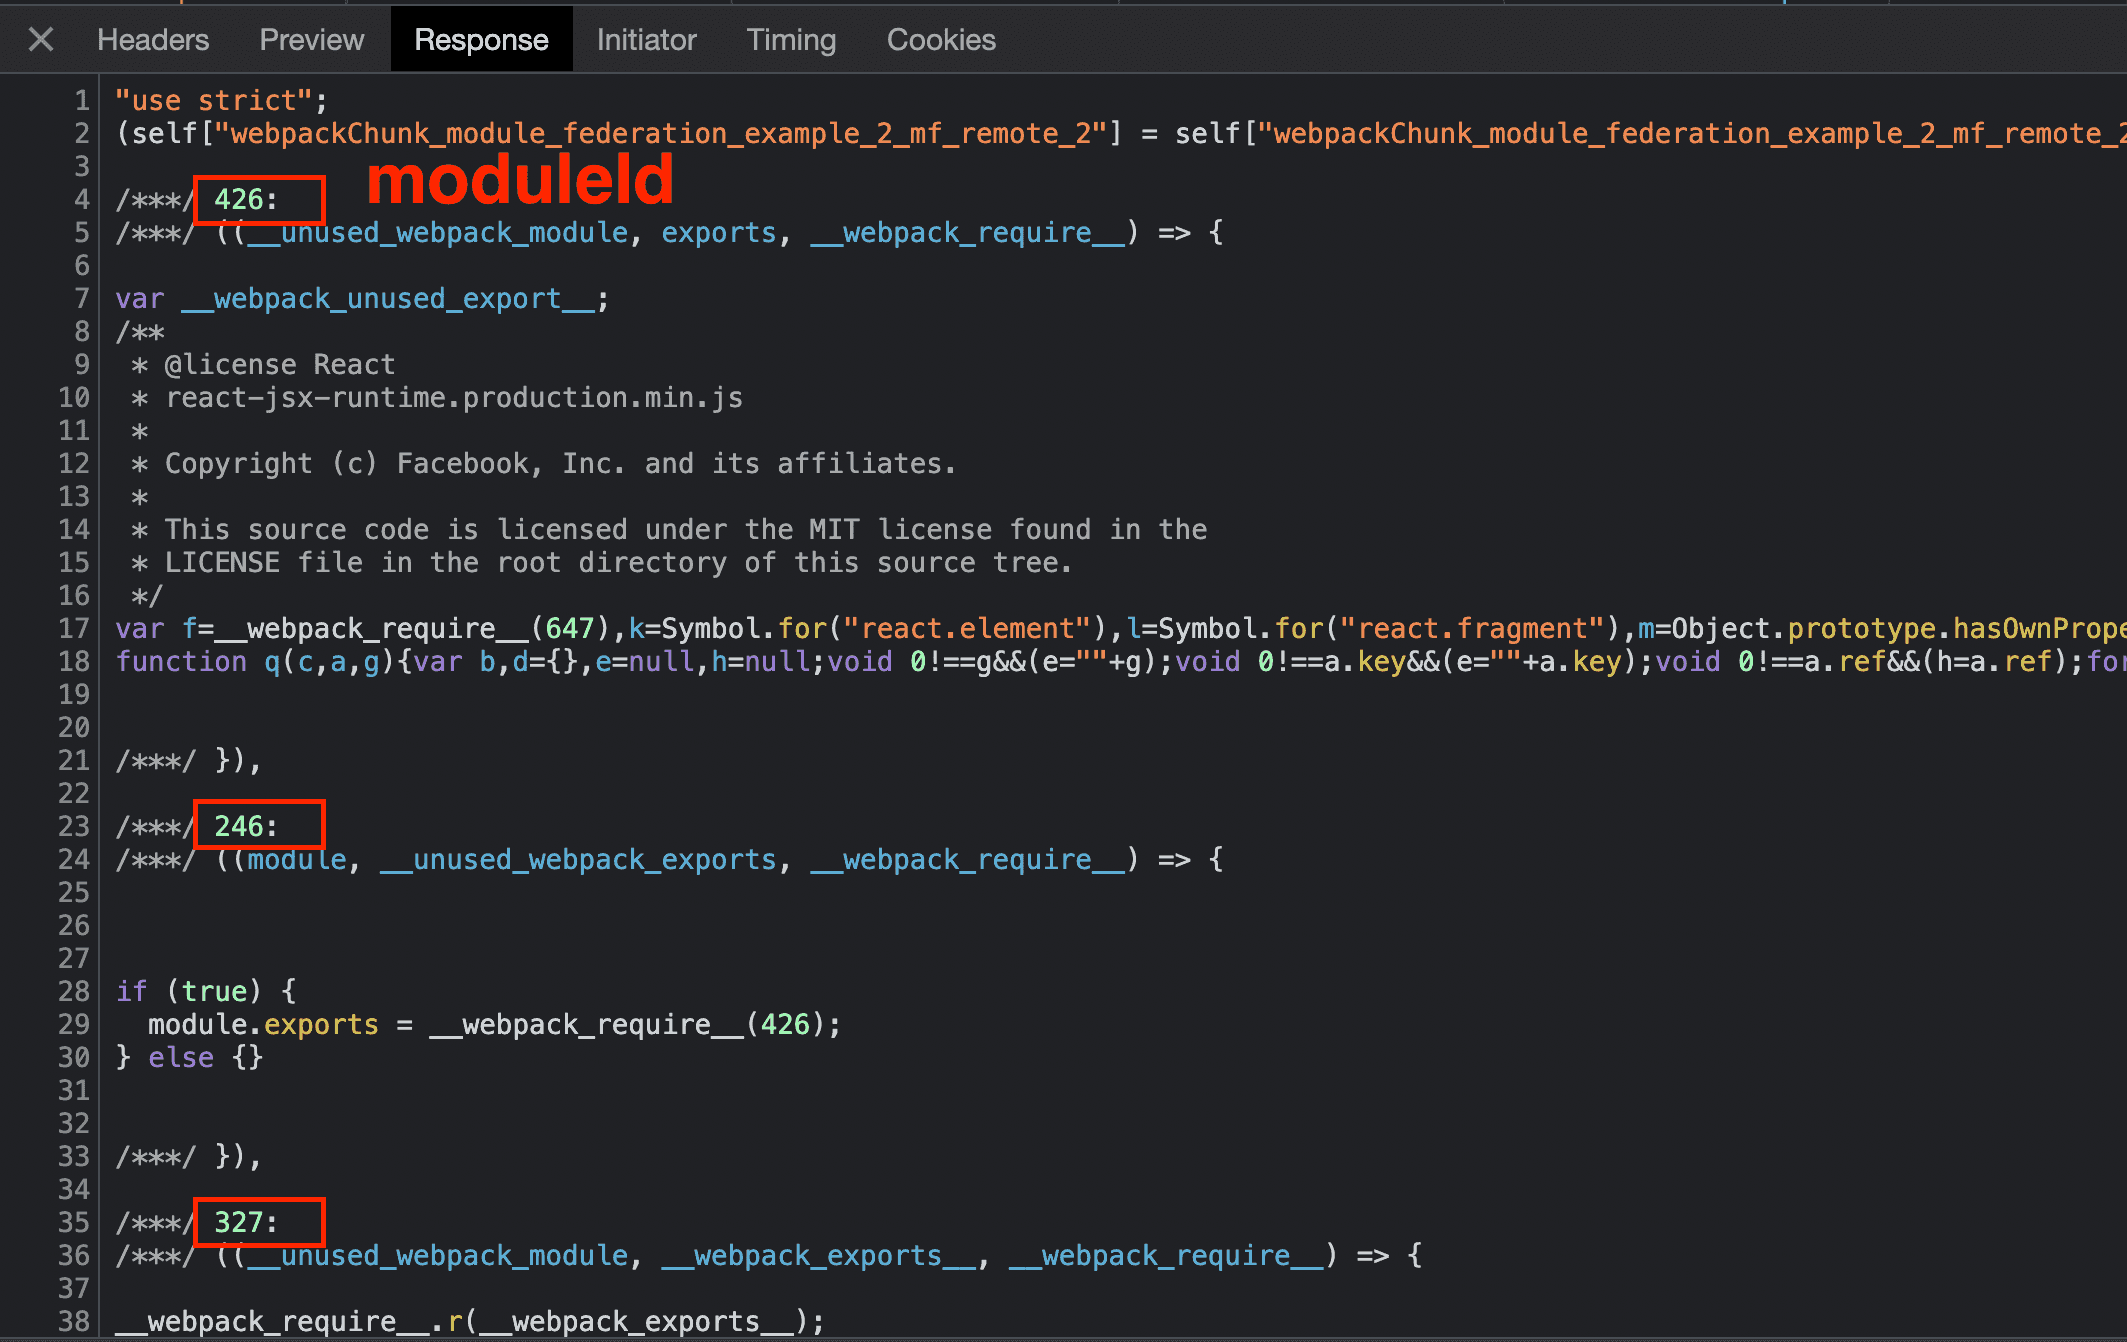 Headers Preview Response Initiator Timing Cookies
1 "use strict";
2 (self["webpackChunk_module_federation_example_2_mf_remote_2"] = self["webpackChunk_module_federation_example_2_mf_remote_2
3
moduleId
4 /***/ 426:
5 /***/ ((__unused_webpack_module, exports, __webpack_require__) => {
6
7 var __webpack_unused_export__;
8 /**
9  * @license React
10  * react-jsx-runtime.production.min.js
11  *
12  * Copyright (c) Facebook, Inc. and its affiliates.
13  *
14  * This source code is licensed under the MIT license found in the
15  * LICENSE file in the root directory of this source tree.
16  */
17 var f=__webpack_require__(647),k=Symbol.for("react.element"),l=Symbol.for("react.fragment"),m=Object.prototype.hasOwnPrope
18 function q(c,a,g){var b,d={},e=null,h=null;void 0!==g&&(e=""+g);void 0!==a.key&&(e=""+a.key);void 0!==a.ref&&(h=a.ref);for
19
20
21 /***/ }),
22
23 /***/ 246:
24 /***/ ((module, __unused_webpack_exports, __webpack_require__) => {
25
26
27
28 if (true) {
29   module.exports = __webpack_require__(426);
30 } else {}
31
32
33 /***/ }),
34
35 /***/ 327:
36 /***/ ((__unused_webpack_module, __webpack_exports__, __webpack_require__) => {
37
38 __webpack_require__.r(__webpack_exports__);